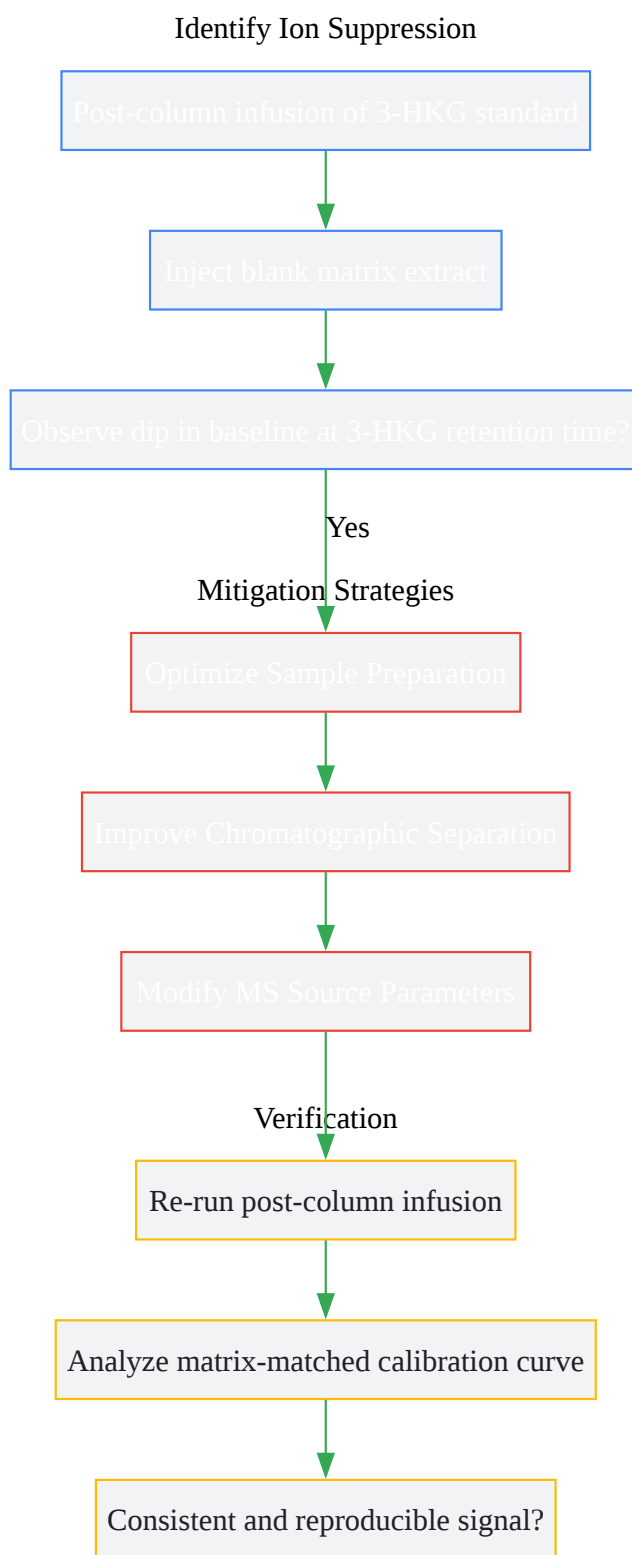 Identify Ion Suppression
Post-column infusion of 3-HKG standard
Inject blank matrix extract
Observe dip in baseline at 3-HKG retention time?
Yes
Mitigation Strategies
Optimize Sample Preparation
Improve Chromatographic Separation
Modify MS Source Parameters
Verification
Re-run post-column infusion
Analyze matrix-matched calibration curve
Consistent and reproducible signal?